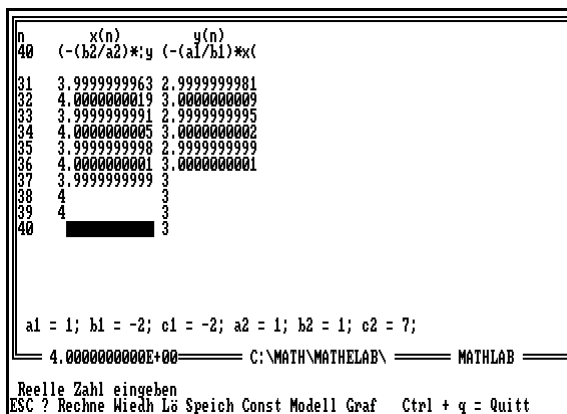 n x(n) y(n)
40 (-(b2/a2)*¦y (-(a1/b1)*x(
31 3.9999999963 2.9999999981
32 4.0000000019 3.0000000009
33 3.9999999991 2.9999999995
34 4.0000000005 3.0000000002
35 3.9999999998 2.9999999999
36 4.0000000001 3.0000000001
37 3.9999999999 3
38 4 3
39 4 3
40 3
a1 = 1; b1 = -2; c1 = -2; a2 = 1; b2 = 1; c2 = 7;
4.0000000000E+00 C:\MATH\MATHELAB\ MATHLAB
Reelle Zahl eingeben
ESC ? Rechne Wiedh Lö Speich Const Modell Graf Ctrl + q = Quitt